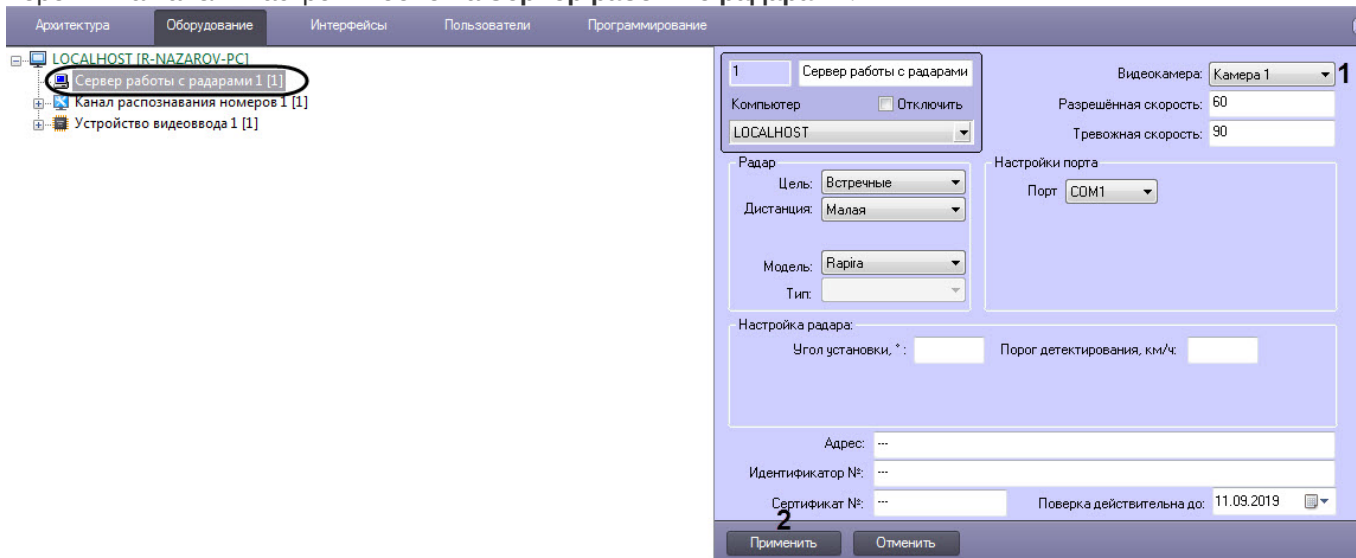 Архитектура Оборудование Интерфейсы Пользователи Программирование
LOCALHOST [R-NAZAROV-PC]
Сервер работы с радарами 1 [1]
Канал распознавания номеров 1 [1]
Устройство видеоввода 1 [1]
1 Сервер работы с радарами
Компьютер Отключить
LOCALHOST
Видеокамера: Камера 1 1
Разрешённая скорость: 60
Тревожная скорость: 90
Радар
Цель: Встречные
Дистанция: Малая
Модель: Rapira
Тип:
Настройки порта
Порт COM1
Настройка радара:
Угол установки, ° : Порог детектирования, км/ч:
Адрес: ---
Идентификатор №: ---
Сертификат №: --- Поверка действительна до: 11.09.2019
2
Применить Отменить